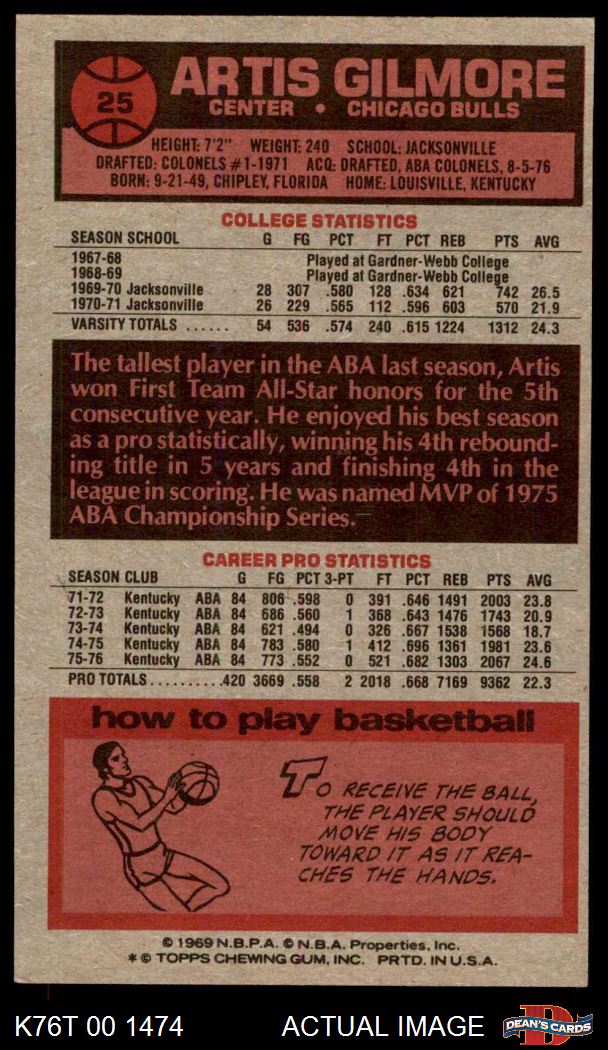 25
ARTIS GILMORE
CENTER • CHICAGO BULLS
HEIGHT: 7'2" WEIGHT: 240 SCHOOL: JACKSONVILLE
DRAFTED: COLONELS #1-1971 ACQ: DRAFTED, ABA COLONELS, 8-5-76
BORN: 9-21-49, CHIPLEY, FLORIDA HOME: LOUISVILLE, KENTUCKY
COLLEGE STATISTICS
SEASON SCHOOL G FG PCT FT PCT REB PTS AVG
1967-68 Played at Gardner-Webb College
1968-69 Played at Gardner-Webb College
1969-70 Jacksonville 28 307 .580 128 .634 621 742 26.5
1970-71 Jacksonville 26 229 .565 112 .596 603 570 21.9
VARSITY TOTALS ...... 54 536 .574 240 .615 1224 1312 24.3
The tallest player in the ABA last season, Artis
won First Team All-Star honors for the 5th
consecutive year. He enjoyed his best season
as a pro statistically, winning his 4th rebound-
ing title in 5 years and finishing 4th in the
league in scoring. He was named MVP of 1975
ABA Championship Series.
CAREER PRO STATISTICS
SEASON CLUB G FG PCT 3-PT FT PCT REB PTS AVG
71-72 Kentucky ABA 84 806 .598 0 391 .646 1491 2003 23.8
72-73 Kentucky ABA 84 686 .560 1 368 .643 1476 1743 20.9
73-74 Kentucky ABA 84 621 .494 0 326 .667 1538 1568 18.7
74-75 Kentucky ABA 84 783 .580 1 412 .696 1361 1981 23.6
75-76 Kentucky ABA 84 773 .552 0 521 .682 1303 2067 24.6
PRO TOTALS.......... 420 3669 .558 2 2018 .668 7169 9362 22.3
how to play basketball
TO RECEIVE THE BALL,
THE PLAYER SHOULD
MOVE HIS BODY
TOWARD IT AS IT REA-
CHES THE HANDS.
© 1969 N.B.P.A. © N.B.A. Properties, Inc.
* © TOPPS CHEWING GUM, INC. PRTD. IN U.S.A.
K76T 00 1474 ACTUAL IMAGE D DEAN'S CARDS